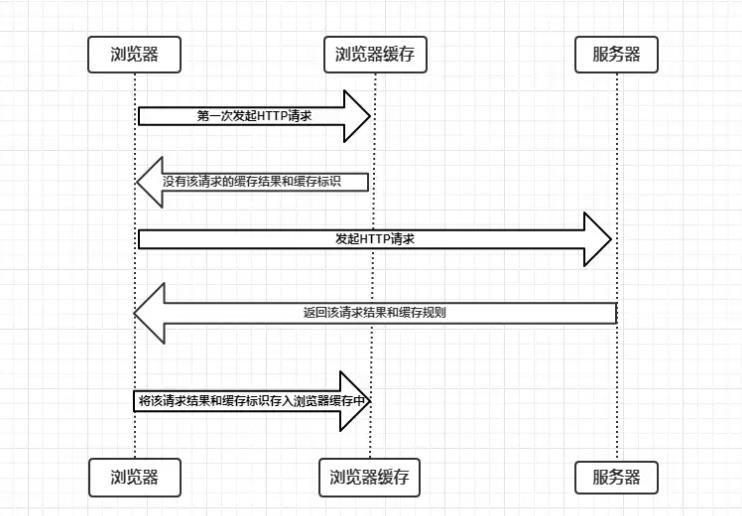 浏览器
浏览器缓存
服务器
第一次发起HTTP请求
没有该请求的缓存结果和缓存标识
发起HTTP请求
返回该请求结果和缓存规则
将该请求结果和缓存标识存入浏览器缓存中
浏览器
浏览器缓存
服务器